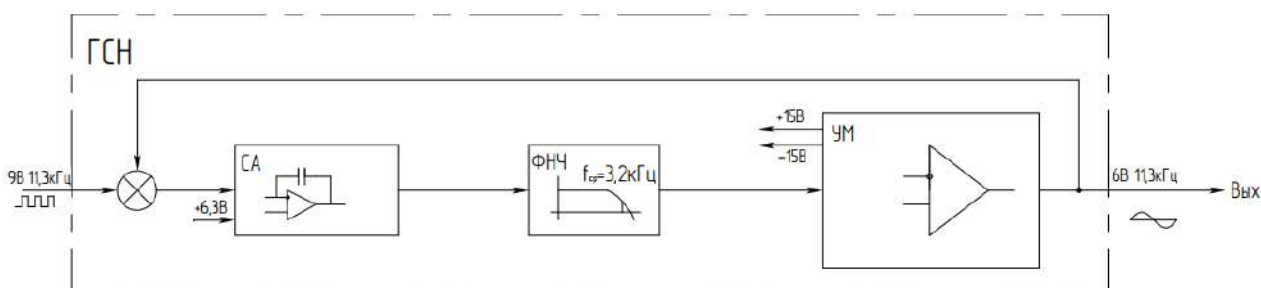 ГСН
9В 11,3кГц
СА
+6,3В
ФНЧ
fср=3,2кГц
+15В
-15В
УМ
6В 11,3кГц
Вых